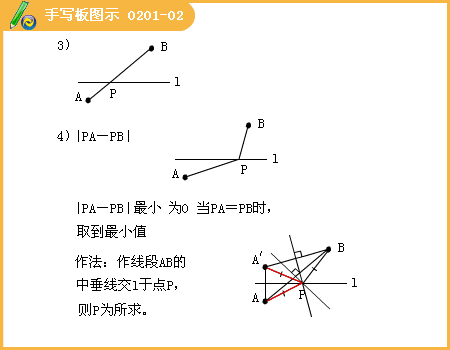 手写板图示 0201-02
3)
B
l
A
P
4)|PA－PB|
B
l
A
P
|PA－PB|最小 为0 当PA＝PB时，
取到最小值
作法：作线段AB的
中垂线交l于点P，
则P为所求。
A′
B
A
P
l